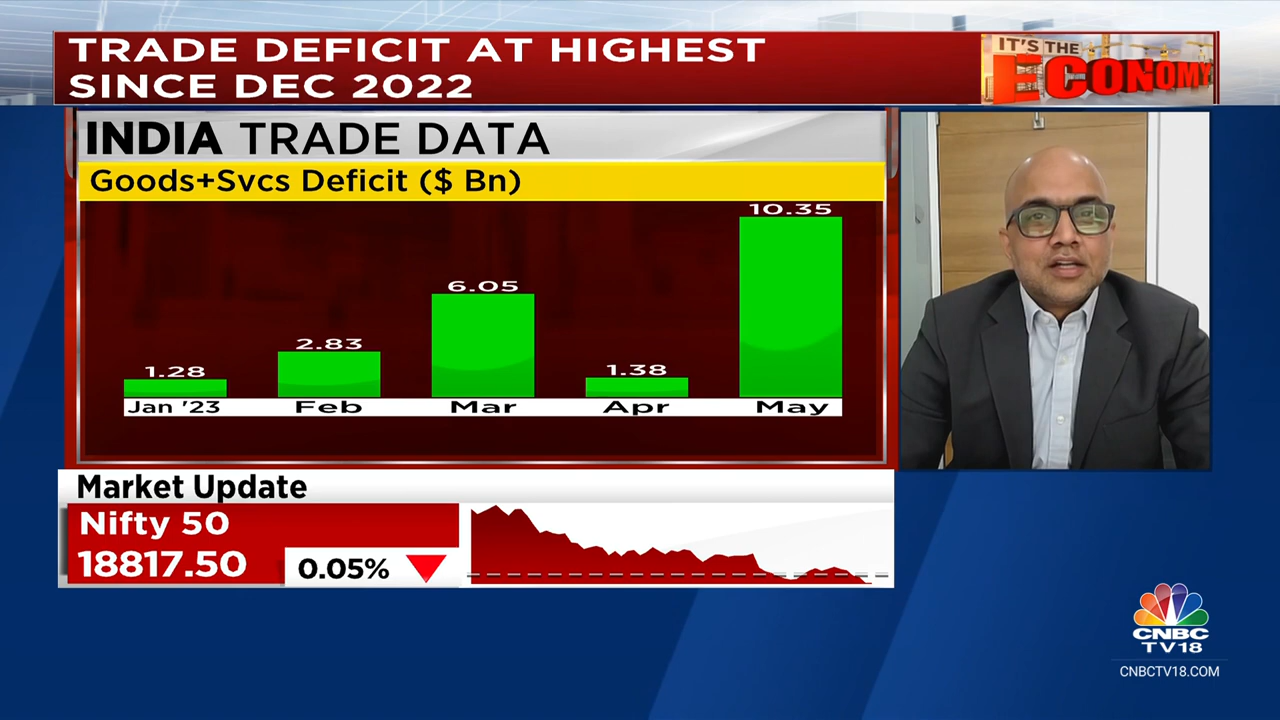 TRADE DEFICIT AT HIGHEST
SINCE DEC 2022
IT'S THE
ECONOMY
INDIA TRADE DATA
Goods+Svcs Deficit ($ Bn)
1.28
2.83
6.05
1.38
10.35
Jan '23
Feb
Mar
Apr
May
Market Update
Nifty 50
18817.50
0.05%
CNBC
TV18
CNBCTV18.COM